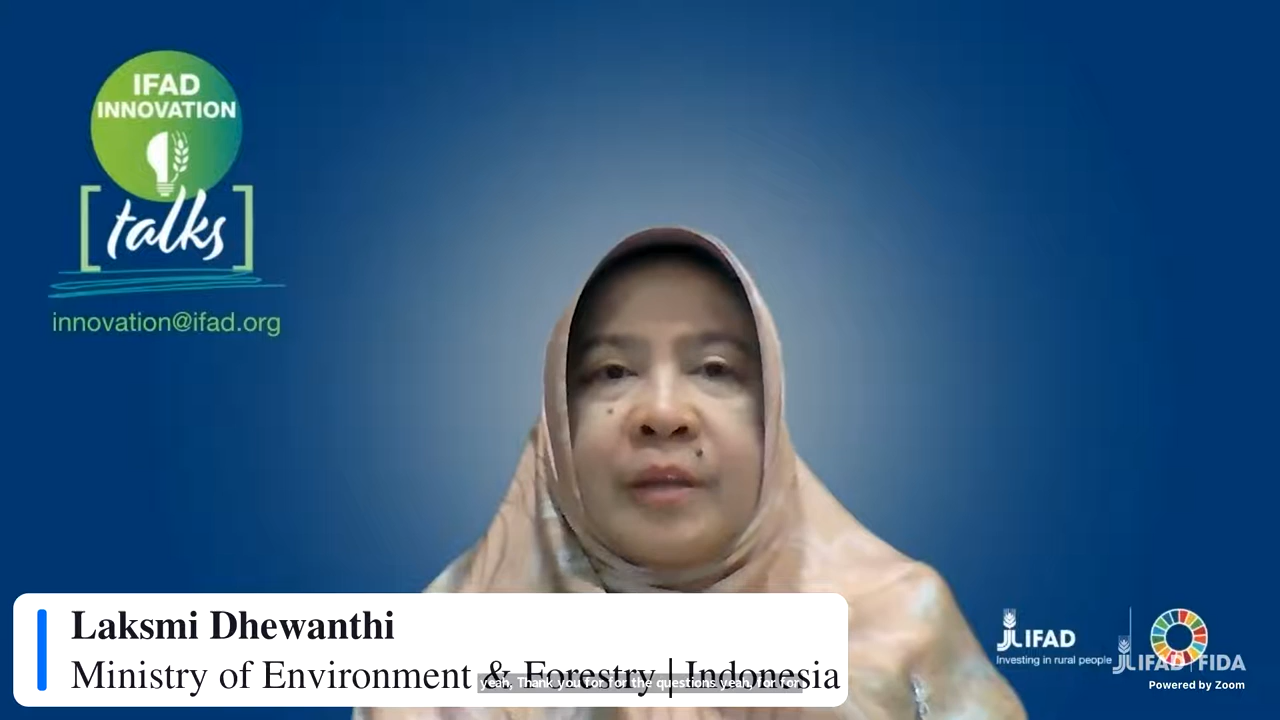 IFAD
INNOVATION
talks
innovation@ifad.org
Laksmi Dhewanthi
Ministry of Environment & Forestry | Indonesia
yeah, Thank you for for the questions yeah, for for
IFAD
Investing in rural people
IFAD | FIDA
Powered by Zoom